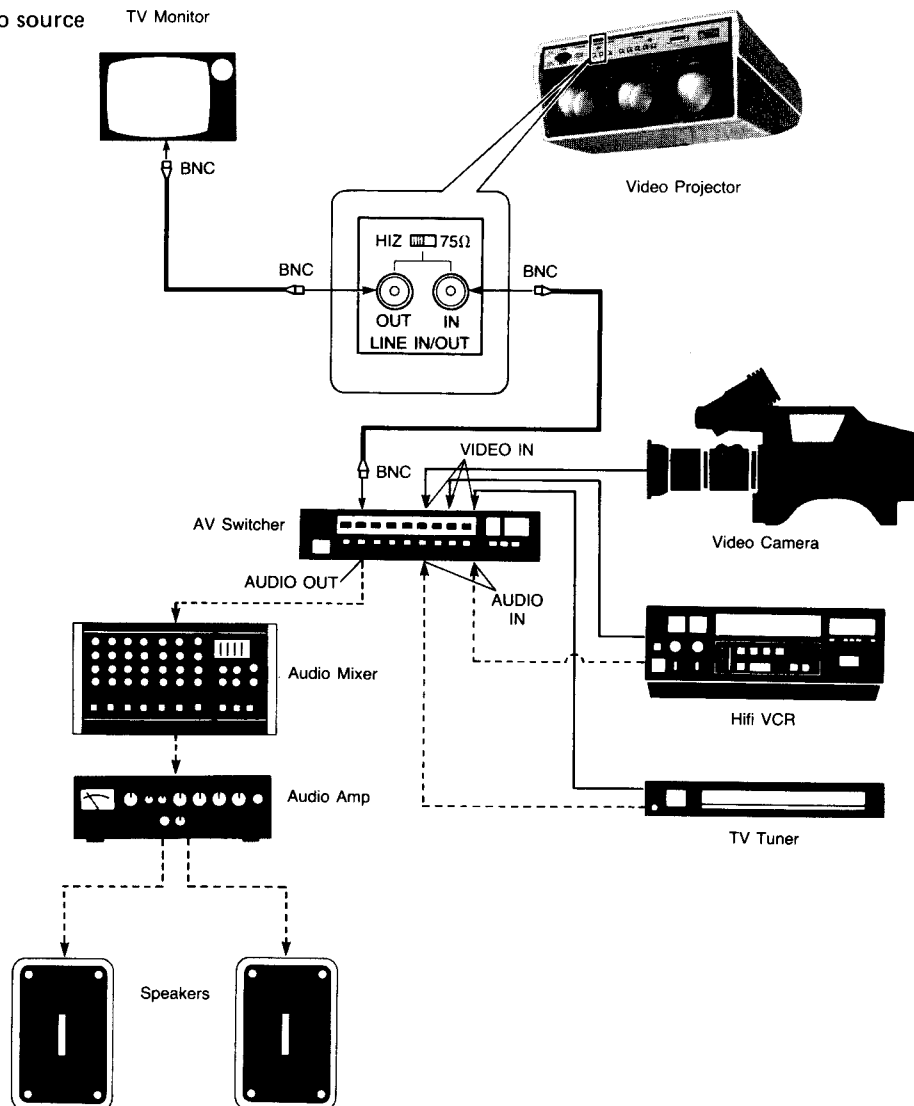 o source
TV Monitor
Video Projector
BNC
HIZ 75Ω
BNC
BNC
OUT IN
LINE IN/OUT
VIDEO IN
BNC
AV Switcher
Video Camera
AUDIO OUT
AUDIO
IN
Audio Mixer
Hifi VCR
Audio Amp
TV Tuner
Speakers